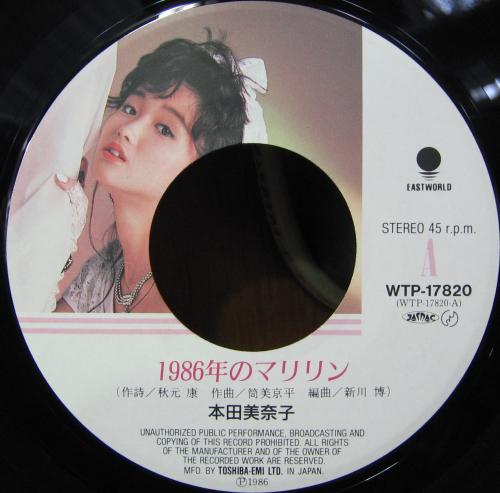 EASTWORLD
STEREO 45 r.p.m.
A
WTP-17820
(WTP-17820-A)
JASRAC
1986年のマリリン
(作詩/秋元 康 作曲/筒美京平 編曲/新川 博)
本田美奈子
UNAUTHORIZED PUBLIC PERFORMANCE, BROADCASTING AND
COPYING OF THIS RECORD PROHIBITED. ALL RIGHTS
OF THE MANUFACTURER AND OF THE OWNER OF
THE RECORDED WORK ARE RESERVED.
MFD. BY TOSHIBA-EMI LTD. IN JAPAN.
Ⓟ1986